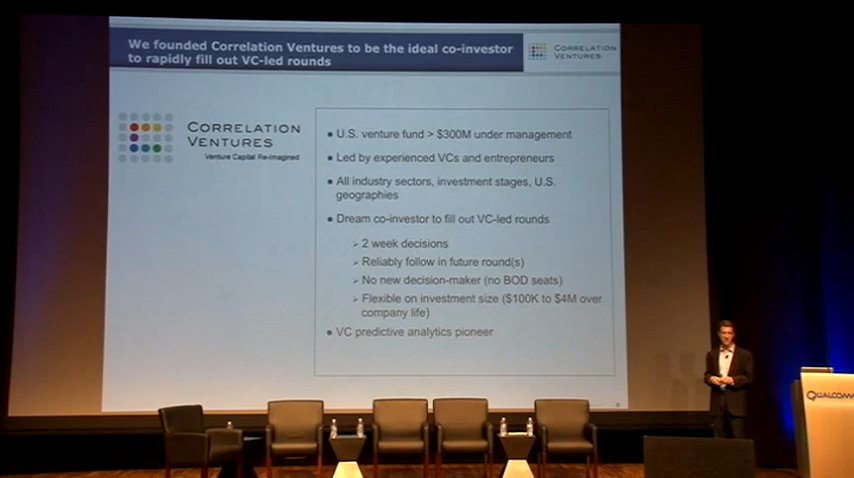 We founded Correlation Ventures to be the ideal co-investor
to rapidly fill out VC-led rounds
CORRELATION
VENTURES
CORRELATION
VENTURES
Venture Capital Re-Imagined
• U.S. venture fund > $300M under management
• Led by experienced VCs and entrepreneurs
• All industry sectors, investment stages, U.S.
geographies
• Dream co-investor to fill out VC-led rounds
➢ 2 week decisions
➢ Reliably follow in future round(s)
➢ No new decision-maker (no BOD seats)
➢ Flexible on investment size ($100K to $4M over
company life)
• VC predictive analytics pioneer
QUALCOMM